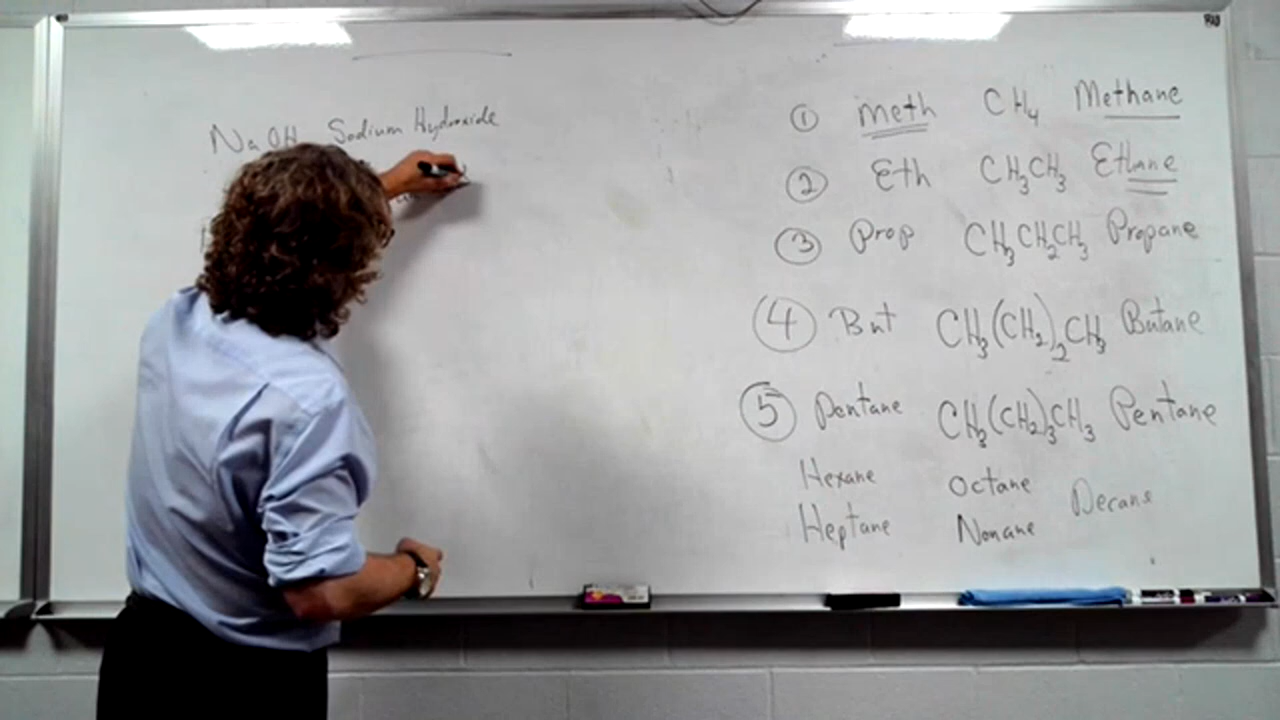 NaOH Sodium Hydroxide
① Meth CH₄ Methane
② Eth CH₃CH₃ Ethane
③ Prop CH₃CH₂CH₃ Propane
④ But CH₃(CH₂)₂CH₃ Butane
⑤ Pentane CH₃(CH₂)₃CH₃ Pentane
Hexane Octane Decane
Heptane Nonane